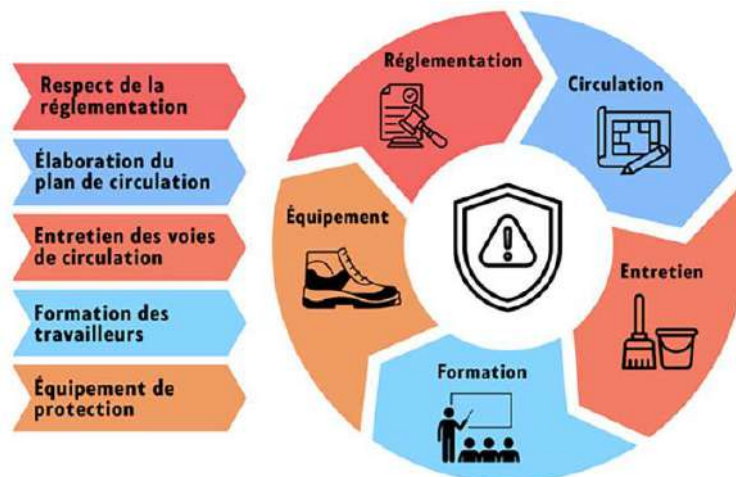 Respect de la
réglementation
Élaboration du
plan de circulation
Entretien des voies
de circulation
Formation des
travailleurs
Équipement de
protection
Réglementation
Circulation
Équipement
Entretien
Formation